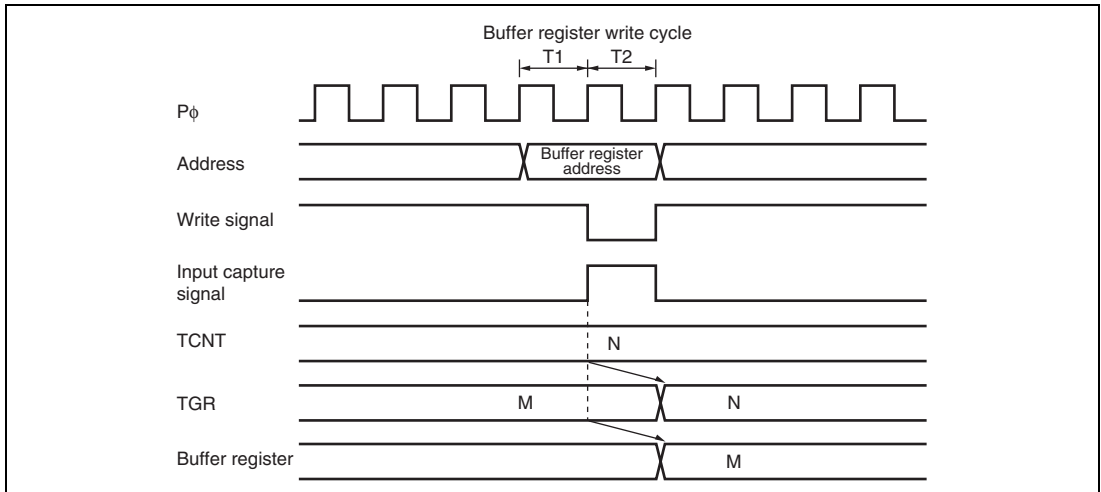 Buffer register write cycle
T1 T2
Pϕ
Address
Buffer register
address
Write signal
Input capture
signal
TCNT
N
TGR
M N
Buffer register
M